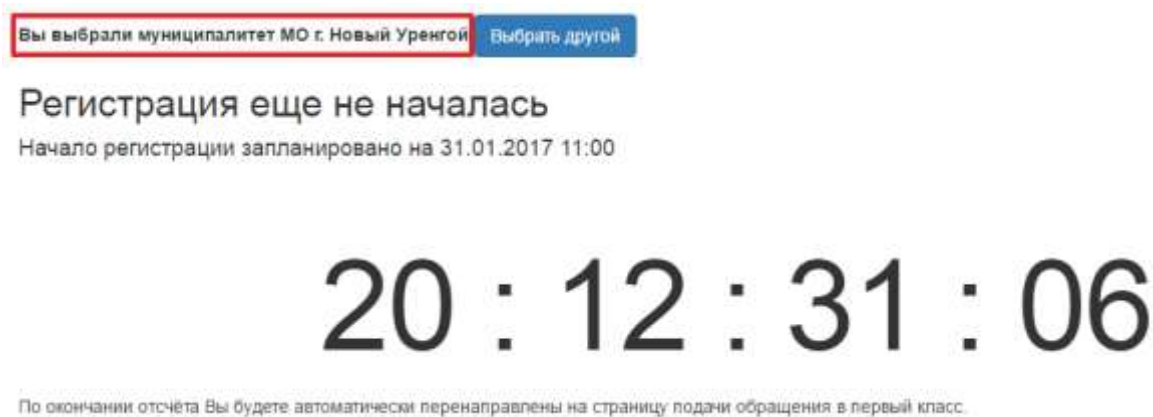 Вы выбрали муниципалитет МО г. Новый Уренгой Выбрать другой
Регистрация еще не началась
Начало регистрации запланировано на 31.01.2017 11:00
20 : 12 : 31 : 06
По окончании отсчёта Вы будете автоматически перенаправлены на страницу подачи обращения в первый класс.